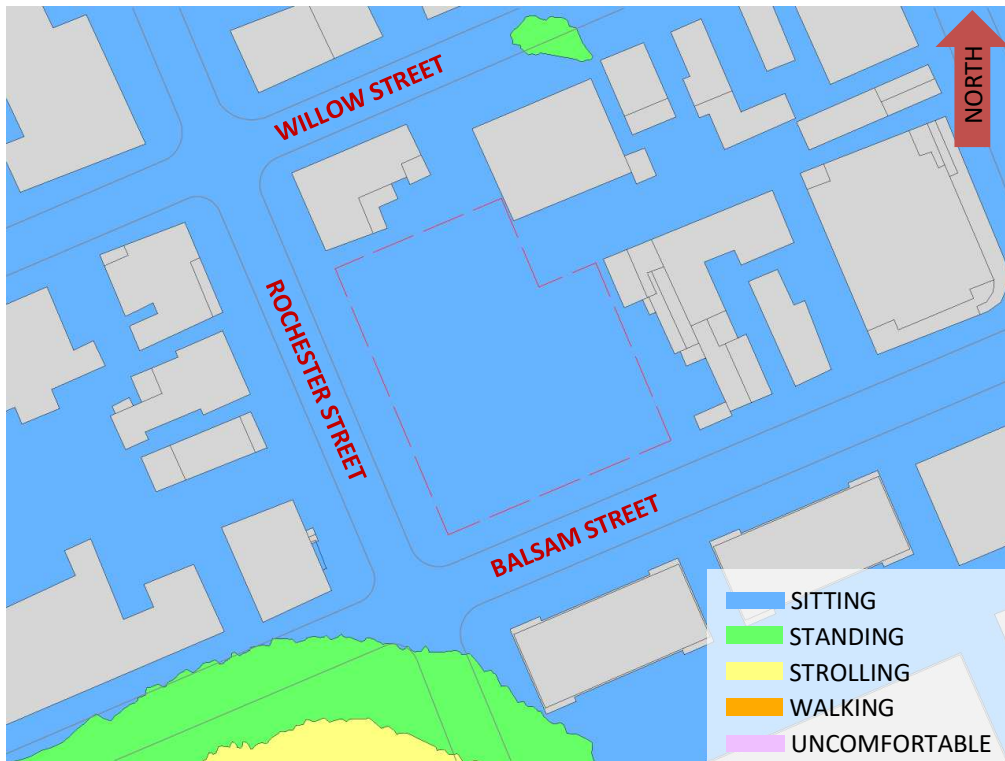 NORTH
WILLOW STREET
ROCHESTER STREET
BALSAM STREET
SITTING
STANDING
STROLLING
WALKING
UNCOMFORTABLE